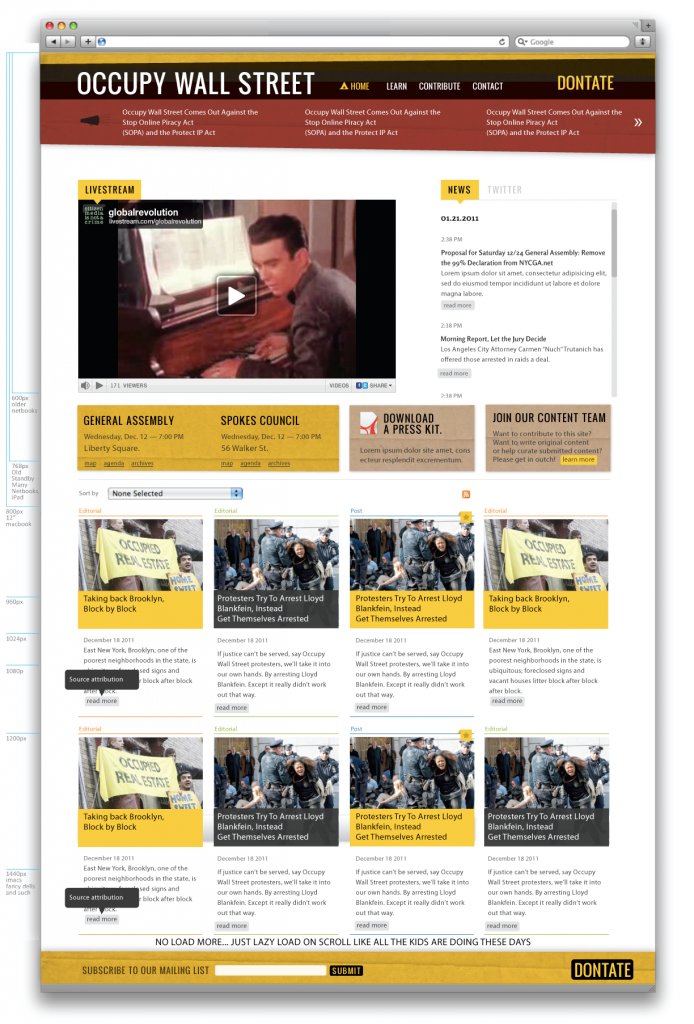 Google
OCCUPY WALL STREET
HOME
LEARN
CONTRIBUTE
CONTACT
DONTATE
Occupy Wall Street Comes Out Against the
Stop Online Piracy Act
(SOPA) and the Protect IP Act
Occupy Wall Street Comes Out Against the
Stop Online Piracy Act
(SOPA) and the Protect IP Act
Occupy Wall Street Comes Out Against the
Stop Online Piracy Act
(SOPA) and the Protect IP Act
»
LIVESTREAM
globalrevolution
livestream.com/globalrevolution
171 VIEWERS
VIDEOS
SHARE
NEWS
TWITTER
01.21.2011
2:38 PM
Proposal for Saturday 12/24 General Assembly: Remove
the 99% Declaration from NYCGA.net
Lorem ipsum dolor sit amet, consectetur adipisicing elit,
sed do eiusmod tempor incididunt ut labore et dolore
magna labore.
read more
2:38 PM
Morning Report, Let the Jury Decide
Los Angeles City Attorney Carmen "Nuch" Trutanich has
offered those arrested in raids a deal.
read more
2:38 PM
600px
older
netbooks
768px
Old
Standby
Many
Netbooks
iPad
800px
12"
macbook
960px
1024px
1080p
1200px
1440px
imacs
fancy dells
and such
GENERAL ASSEMBLY
Wednesday, Dec. 12 — 7:00 PM
Liberty Square.
map agenda archives
SPOKES COUNCIL
Wednesday, Dec. 12 — 7:00 PM
56 Walker St.
map agenda archives
DOWNLOAD
A PRESS KIT.
Lorem ipsum dolor site amet, cons
ecteur resplendit excrementum.
JOIN OUR CONTENT TEAM
Want to contribute to this site?
Want to write original content
or help curate submitted content?
Please get in outch! learn more
Sort by
None Selected
Editorial
OCCUPIED
REAL ESTATE
HOME
SWEET
Taking back Brooklyn,
Block by Block
December 18 2011
East New York, Brooklyn, one of the
poorest neighborhoods in the state, is
block after
after block.
Source attribution
read more
Editorial
Protesters Try To Arrest Lloyd
Blankfein, Instead
Get Themselves Arrested
December 18 2011
If justice can't be served, say Occupy
Wall Street protesters, we'll take it into
our own hands. By arresting Lloyd
Blankfein. Except it really didn't work
out that way.
read more
Post
Protesters Try To Arrest Lloyd
Blankfein, Instead
Get Themselves Arrested
December 18 2011
If justice can't be served, say Occupy
Wall Street protesters, we'll take it into
our own hands. By arresting Lloyd
Blankfein. Except it really didn't work
out that way.
read more
Editorial
OCCUPIED
REAL ESTATE
HOME
SWEET
Taking back Brooklyn,
Block by Block
December 18 2011
East New York, Brooklyn, one of the
poorest neighborhoods in the state, is
ubiquitous; foreclosed signs and
vacant houses litter block after block
after block.
read more
Editorial
OCCUPIED
REAL ESTATE
HOME
SWEET
Taking back Brooklyn,
Block by Block
December 18 2011
East New York, Brooklyn, one of the
poorest neighborhoods in the state, is
block after
after block.
Source attribution
read more
Editorial
Protesters Try To Arrest Lloyd
Blankfein, Instead
Get Themselves Arrested
December 18 2011
If justice can't be served, say Occupy
Wall Street protesters, we'll take it into
our own hands. By arresting Lloyd
Blankfein. Except it really didn't work
out that way.
read more
Post
Protesters Try To Arrest Lloyd
Blankfein, Instead
Get Themselves Arrested
December 18 2011
If justice can't be served, say Occupy
Wall Street protesters, we'll take it into
our own hands. By arresting Lloyd
Blankfein. Except it really didn't work
out that way.
read more
Editorial
Protesters Try To Arrest Lloyd
Blankfein, Instead
Get Themselves Arrested
December 18 2011
If justice can't be served, say Occupy
Wall Street protesters, we'll take it into
our own hands. By arresting Lloyd
Blankfein. Except it really didn't work
out that way.
read more
NO LOAD MORE... JUST LAZY LOAD ON SCROLL LIKE ALL THE KIDS ARE DOING THESE DAYS
SUBSCRIBE TO OUR MAILING LIST
SUBMIT
DONTATE